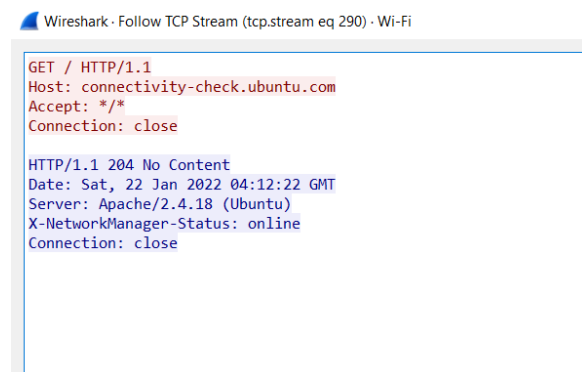 Wireshark · Follow TCP Stream (tcp.stream eq 290) · Wi-Fi
GET / HTTP/1.1
Host: connectivity-check.ubuntu.com
Accept: */*
Connection: close
HTTP/1.1 204 No Content
Date: Sat, 22 Jan 2022 04:12:22 GMT
Server: Apache/2.4.18 (Ubuntu)
X-NetworkManager-Status: online
Connection: close